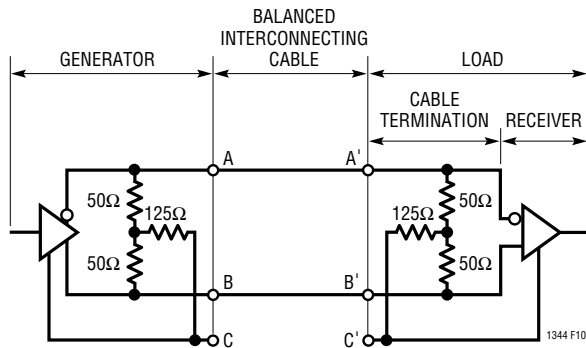 BALANCED
INTERCONNECTING
CABLE
GENERATOR
LOAD
CABLE
TERMINATION
RECEIVER
A
A'
50Ω
125Ω
50Ω
50Ω
125Ω
50Ω
B
B'
C
C'
1344 F10